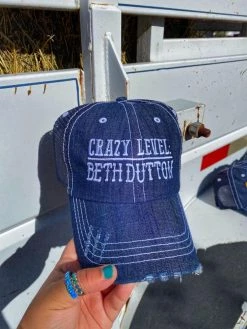 CRAZY LEVEL:
BETH DUTTON